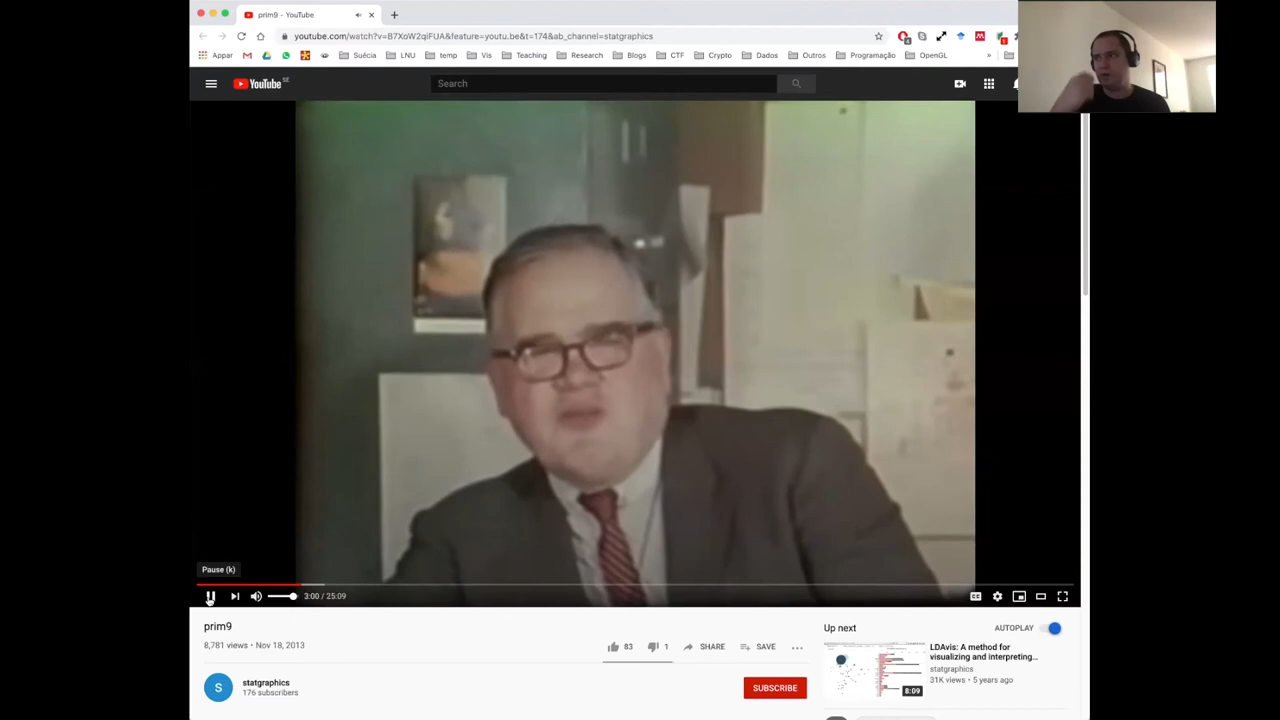 prim9 - YouTube
youtube.com/watch?v=B7XoW2qiFUA&feature=youtu.be&t=174&ab_channel=statgraphics
Appar Suécia LNU temp Vis Teaching Research Blogs CTF Crypto Dados Outros Programação OpenGL »
YouTube SE
Search
Pause (k)
3:00 / 25:09
prim9
8,781 views • Nov 18, 2013
83 1 SHARE SAVE
S
statgraphics
176 subscribers
SUBSCRIBE
Up next AUTOPLAY
LDAvis: A method for
visualizing and interpreting...
statgraphics
31K views • 5 years ago
8:09